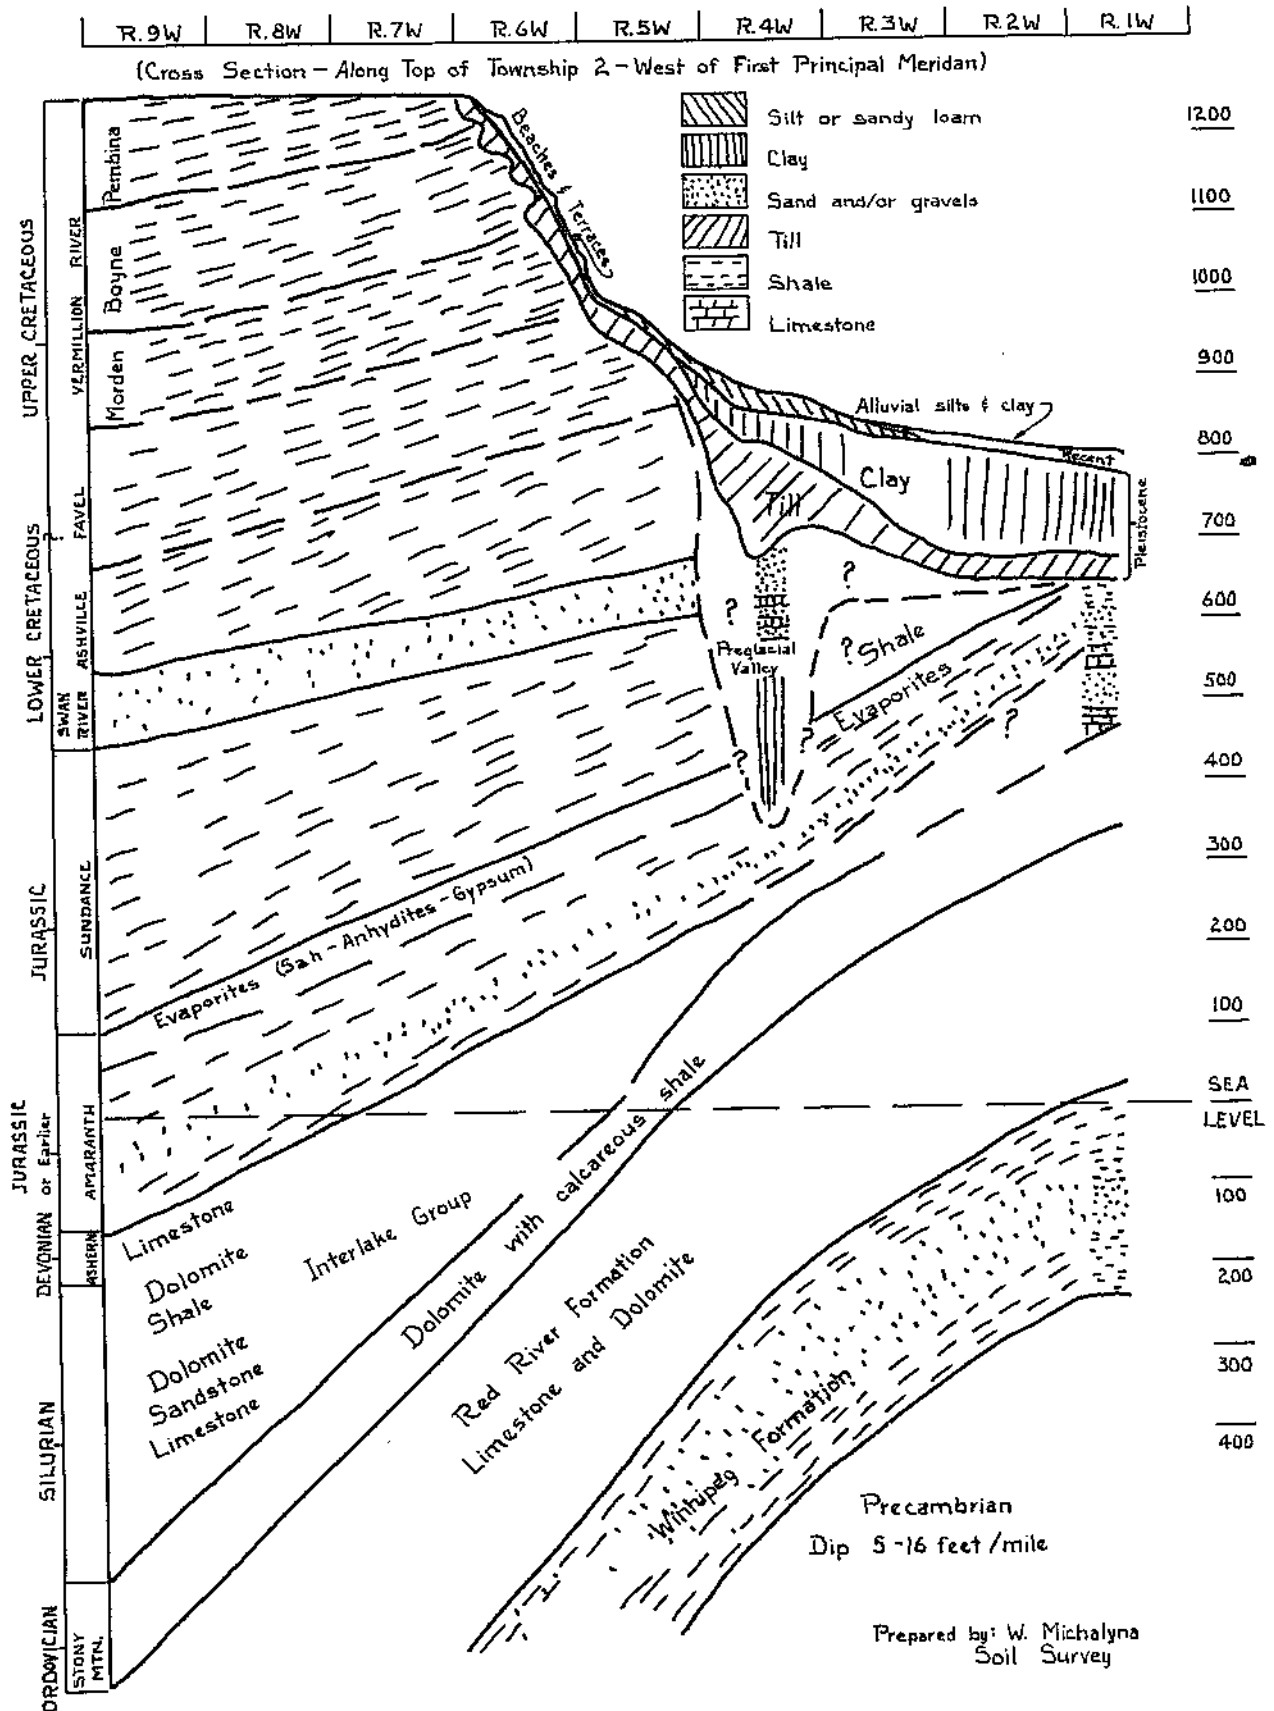 R.9W R.8W R.7W R.6W R.5W R.4W R.3W R.2W R.1W
(Cross Section - Along Top of Township 2 - West of First Principal Meridan)
Silt or sandy loam
Clay
Sand and/or gravels
Till
Shale
Limestone
1200
1100
1000
900
800
700
600
500
400
300
200
100
SEA
LEVEL
100
200
300
400
UPPER CRETACEOUS
LOWER CRETACEOUS
JURASSIC
JURASSIC
DEVONIAN or Earlier
SILURIAN
ORDOVICIAN
VERMILLION RIVER
FAVEL
ASHVILLE
SWAN
RIVER
SUNDANCE
AMARANTH
ASHERN
STONY
MTN.
Pembina
Boyne
Morden
Beaches & Terraces
Alluvial silts & clay
Recent
Pleistocene
Clay
Till
?
?
Preglacial
Valley
? Shale
Evaporites
?
?
?
Evaporites (Sah - Anhydites - Gypsum)
Limestone
Dolomite
Shale
Dolomite
Sandstone
Limestone
Interlake Group
Dolomite with calcareous shale
Red River Formation
Limestone and Dolomite
Winnipeg Formation
Precambrian
Dip 5-16 feet/mile
Prepared by: W. Michalyna
Soil Survey